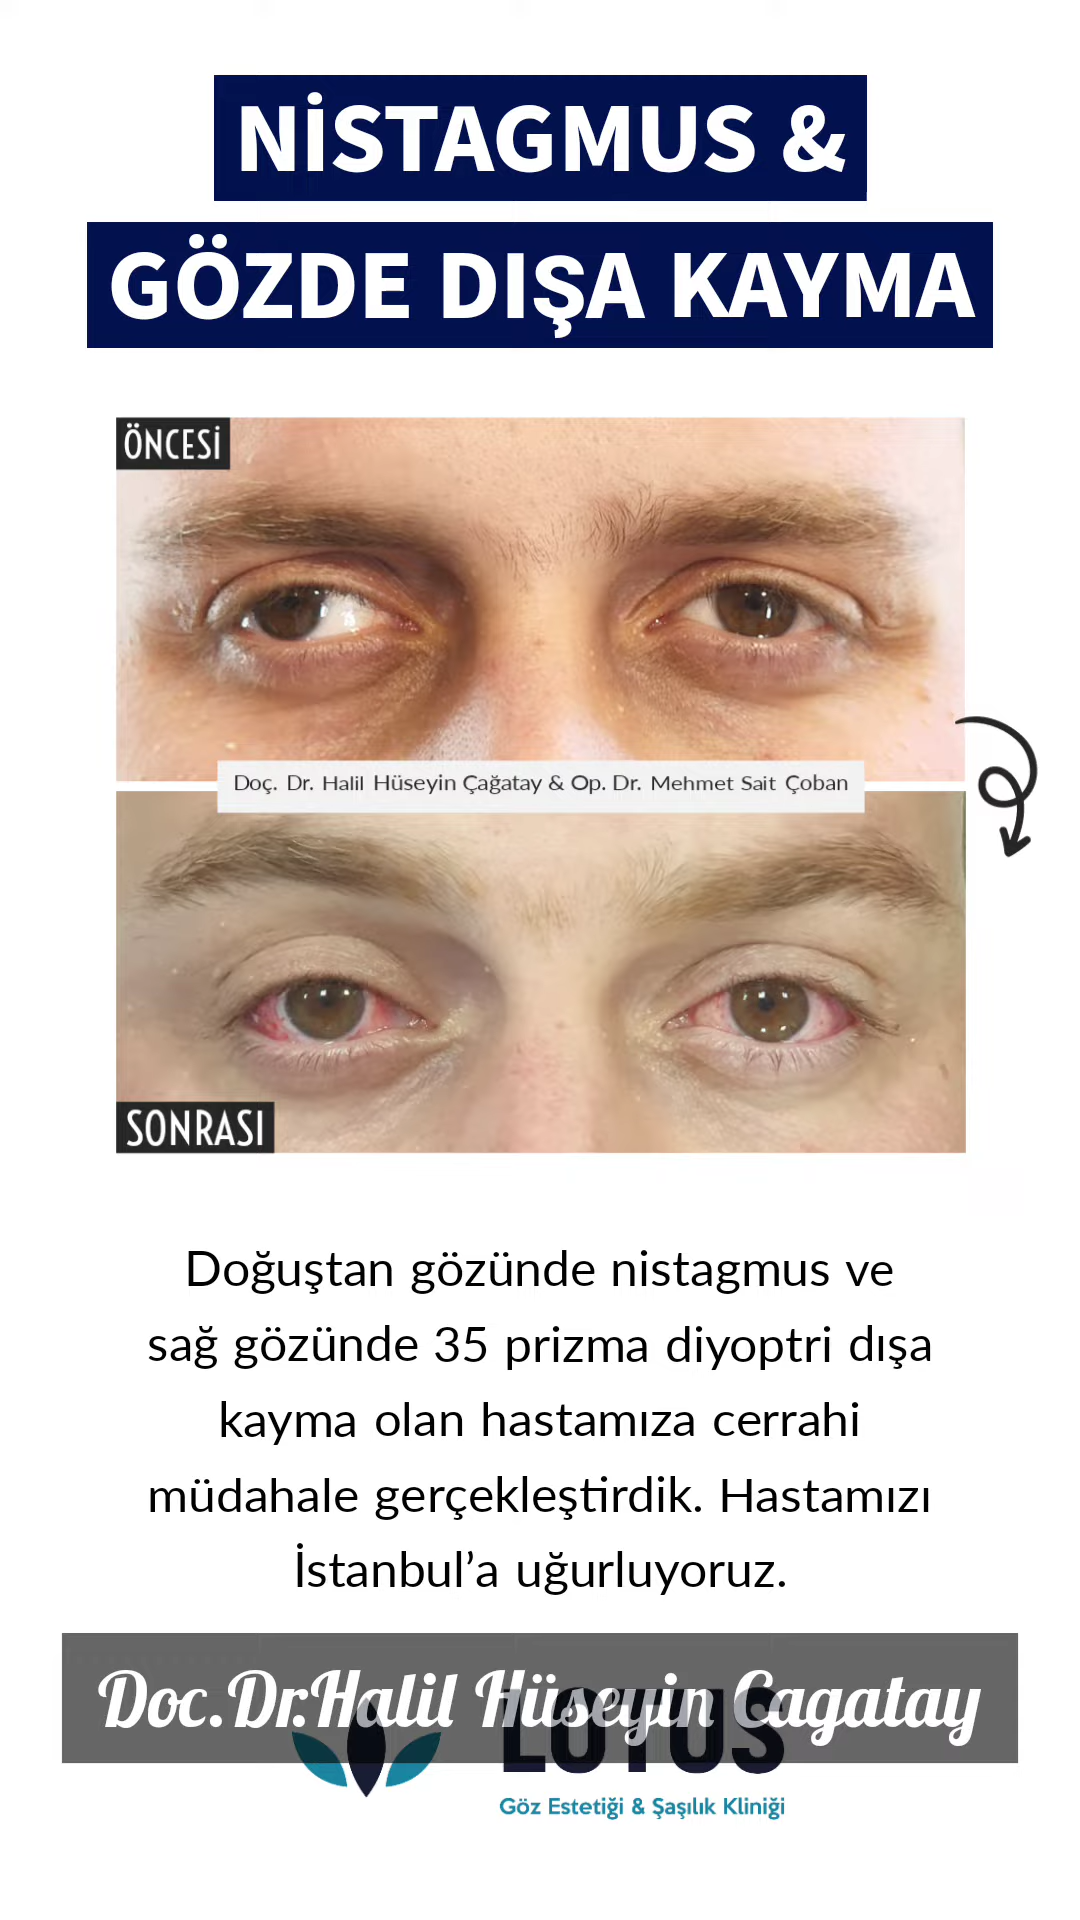 NİSTAGMUS &
GÖZDE DIŞA KAYMA
ÖNCESİ
Doç. Dr. Halil Hüseyin Çağatay & Op. Dr. Mehmet Sait Çoban
SONRASI
Doğuştan gözünde nistagmus ve
sağ gözünde 35 prizma diyoptri dışa
kayma olan hastamıza cerrahi
müdahale gerçekleştirdik. Hastamızı
İstanbul’a uğurluyoruz.
Doc.Dr.Halil Hüseyin Cagatay
LOTUS
Göz Estetiği & Şaşılık Kliniği